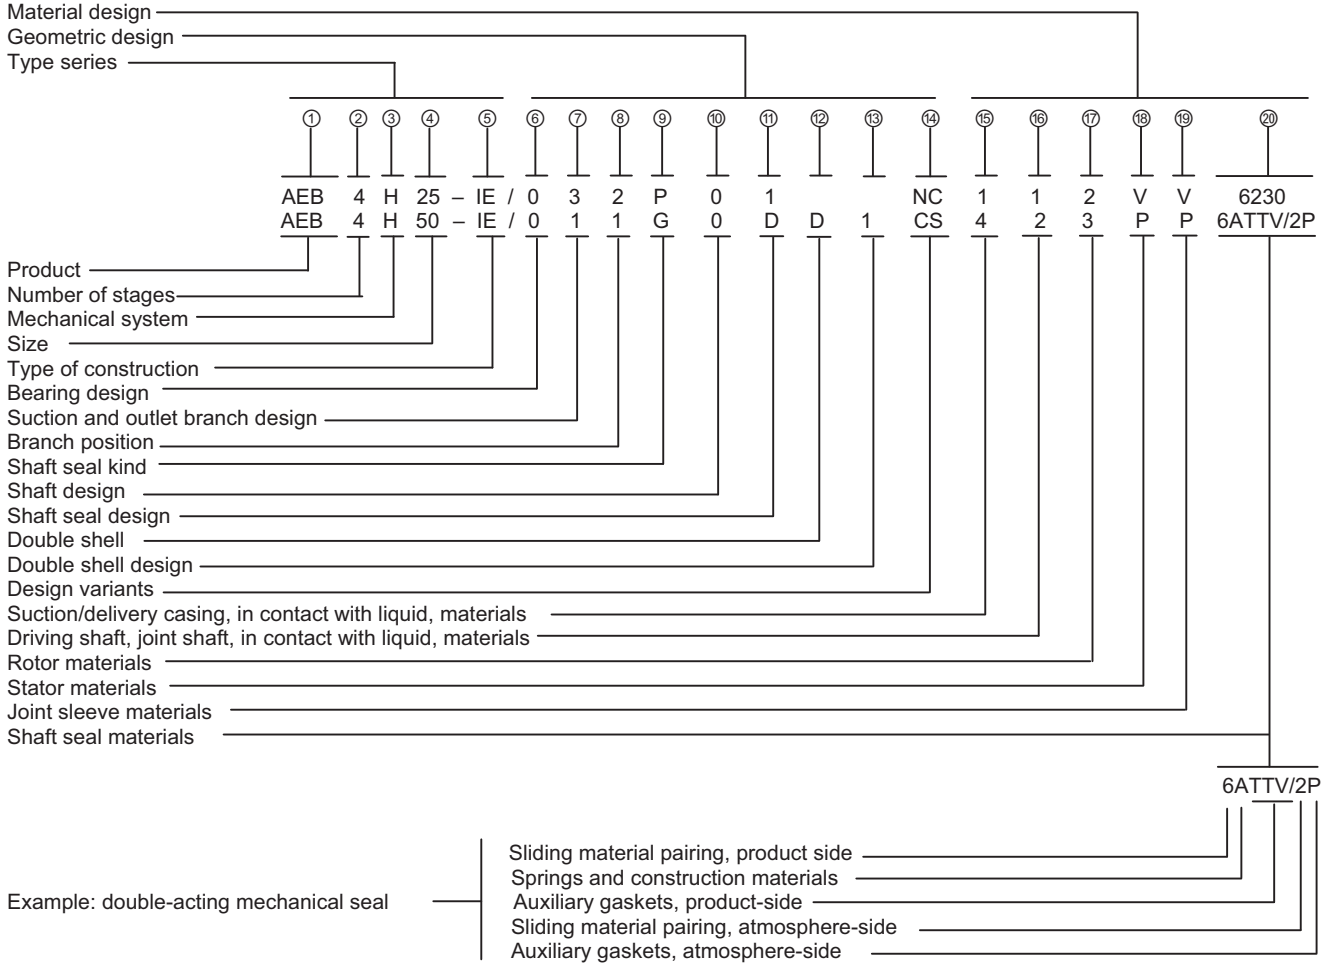 Material design
Geometric design
Type series
① ② ③ ④ ⑤ ⑥ ⑦ ⑧ ⑨ ⑩ ⑪ ⑫ ⑬ ⑭ ⑮ ⑯ ⑰ ⑱ ⑲ ⑳
AEB 4 H 25 – IE / 0 3 2 P 0 1 NC 1 1 2 V V 6230
AEB 4 H 50 – IE / 0 1 1 G 0 D D 1 CS 4 2 3 P P 6ATTV/2P
Product
Number of stages
Mechanical system
Size
Type of construction
Bearing design
Suction and outlet branch design
Branch position
Shaft seal kind
Shaft design
Shaft seal design
Double shell
Double shell design
Design variants
Suction/delivery casing, in contact with liquid, materials
Driving shaft, joint shaft, in contact with liquid, materials
Rotor materials
Stator materials
Joint sleeve materials
Shaft seal materials
6ATTV/2P
Example: double-acting mechanical seal
Sliding material pairing, product side
Springs and construction materials
Auxiliary gaskets, product-side
Sliding material pairing, atmosphere-side
Auxiliary gaskets, atmosphere-side